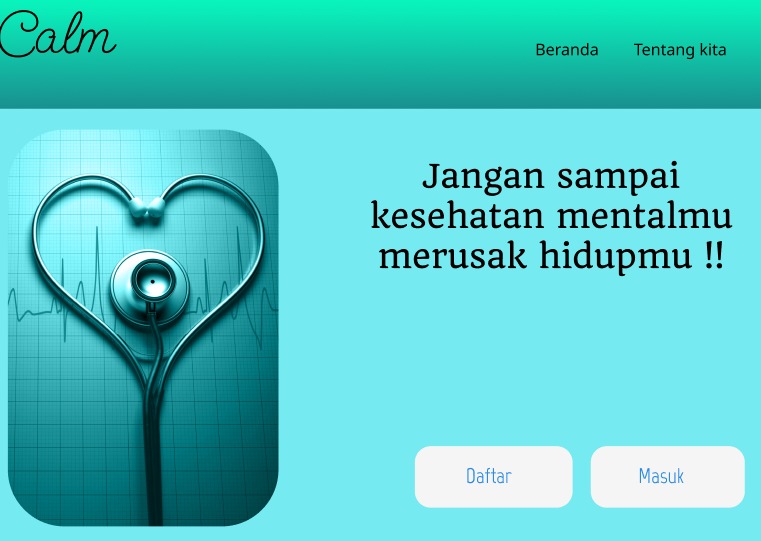 Calm
Beranda
Tentang kita
Jangan sampai
kesehatan mentalmu
merusak hidupmu !!
Daftar
Masuk